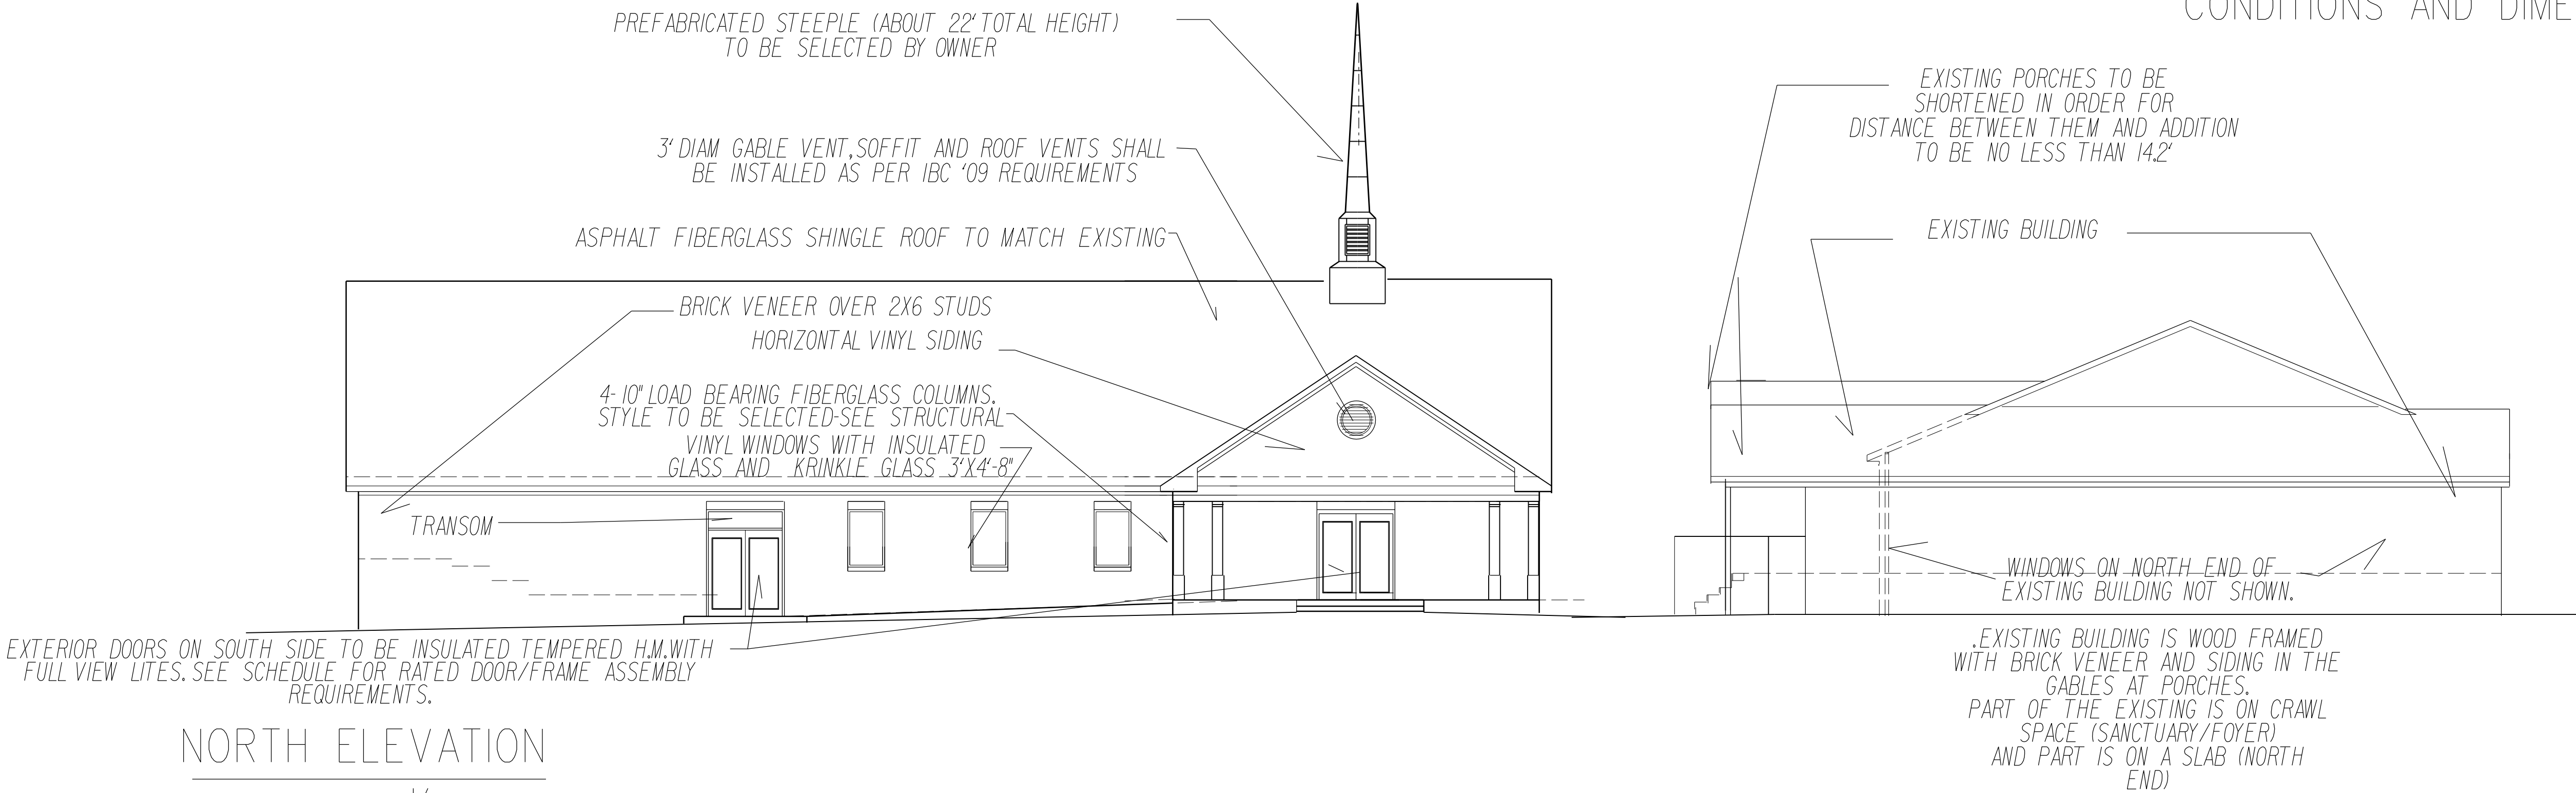 CONDITIONS AND DIME
PREFABRICATED STEEPLE (ABOUT 22' TOTAL HEIGHT)
TO BE SELECTED BY OWNER
3' DIAM GABLE VENT, SOFFIT AND ROOF VENTS SHALL
BE INSTALLED AS PER IBC '09 REQUIREMENTS
ASPHALT FIBERGLASS SHINGLE ROOF TO MATCH EXISTING
BRICK VENEER OVER 2X6 STUDS
HORIZONTAL VINYL SIDING
4-10" LOAD BEARING FIBERGLASS COLUMNS.
STYLE TO BE SELECTED-SEE STRUCTURAL
VINYL WINDOWS WITH INSULATED
GLASS AND KRINKLE GLASS 3'X4'-8"
TRANSOM
EXTERIOR DOORS ON SOUTH SIDE TO BE INSULATED TEMPERED H.M. WITH
FULL VIEW LITES. SEE SCHEDULE FOR RATED DOOR/FRAME ASSEMBLY
REQUIREMENTS.
NORTH ELEVATION
EXISTING PORCHES TO BE
SHORTENED IN ORDER FOR
DISTANCE BETWEEN THEM AND ADDITION
TO BE NO LESS THAN 14.2'
EXISTING BUILDING
WINDOWS ON NORTH END OF
EXISTING BUILDING NOT SHOWN.
.EXISTING BUILDING IS WOOD FRAMED
WITH BRICK VENEER AND SIDING IN THE
GABLES AT PORCHES.
PART OF THE EXISTING IS ON CRAWL
SPACE (SANCTUARY/FOYER)
AND PART IS ON A SLAB (NORTH
END)